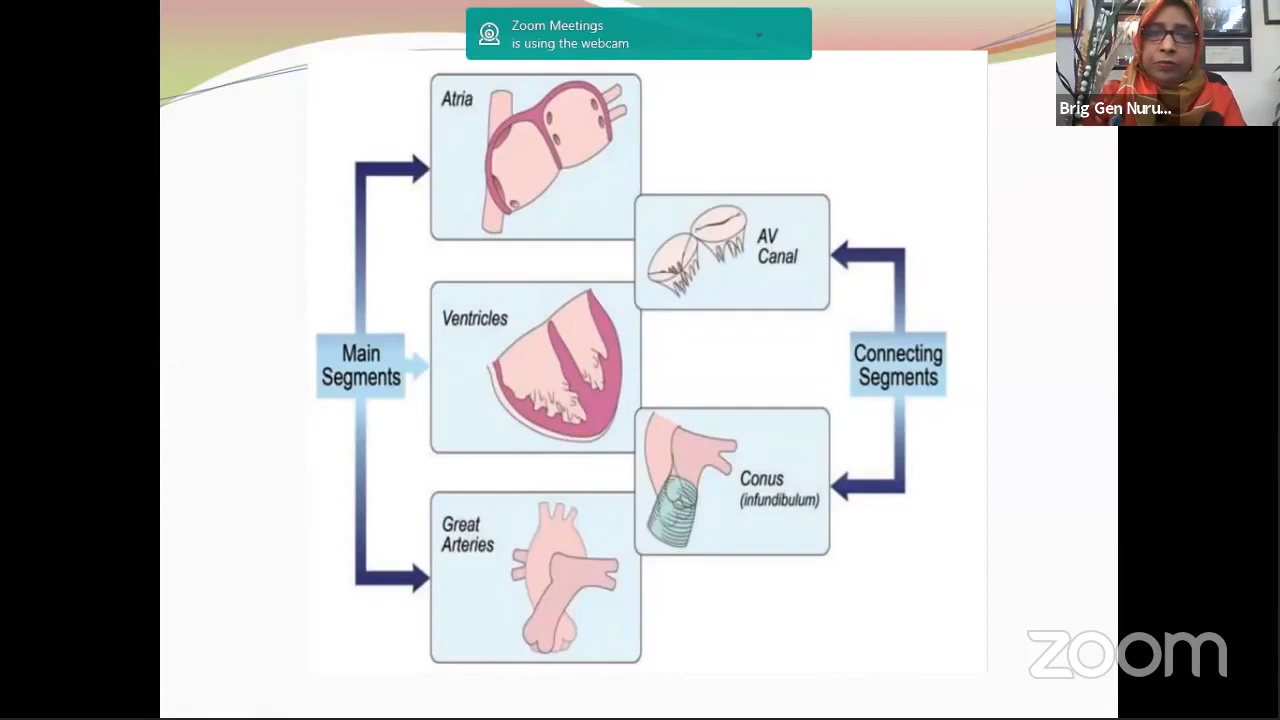 Zoom Meetings
is using the webcam
Brig Gen Nuru...
Atria
AV
Canal
Ventricles
Main
Segments
Connecting
Segments
Conus
(infundibulum)
Great
Arteries
zoom